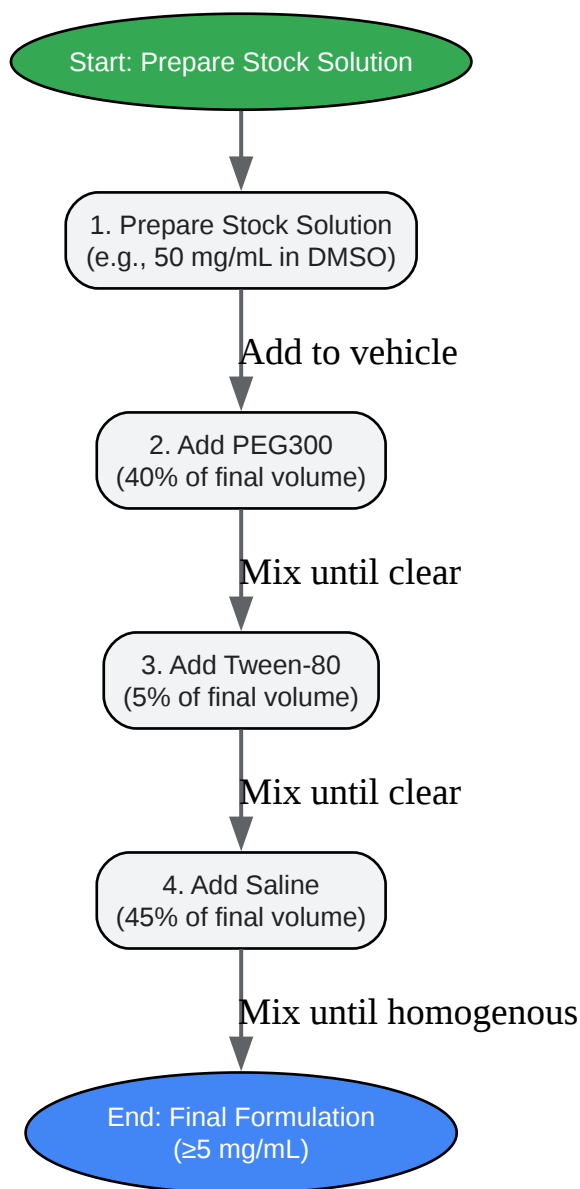 Start: Prepare Stock Solution
1. Prepare Stock Solution
(e.g., 50 mg/mL in DMSO)
Add to vehicle
2. Add PEG300
(40% of final volume)
Mix until clear
3. Add Tween-80
(5% of final volume)
Mix until clear
4. Add Saline
(45% of final volume)
Mix until homogenous
End: Final Formulation
(≥5 mg/mL)